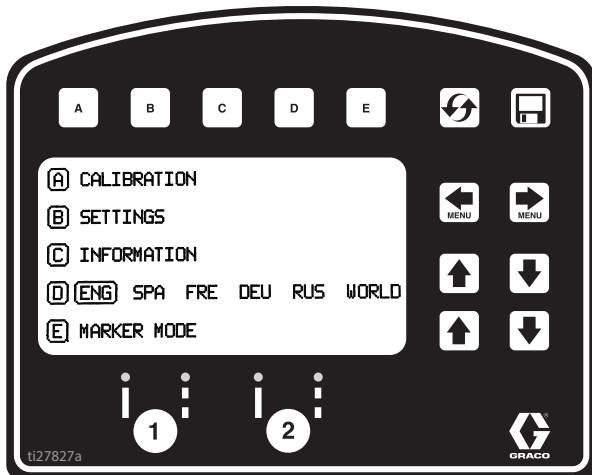 A B C D E
A CALIBRATION
B SETTINGS
MENU MENU
C INFORMATION
D ENG SPA FRE DEU RUS WORLD
E MARKER MODE
1 2
ti27827a
GRACO